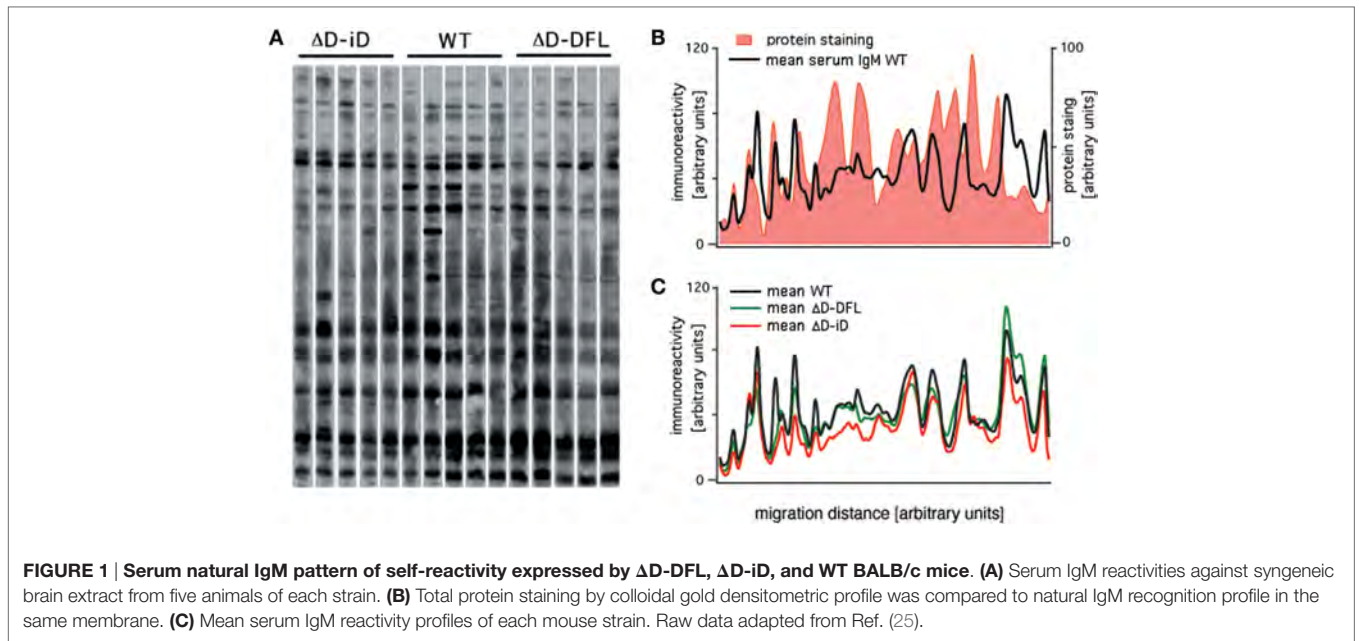 A
ΔD-iD
WT
ΔD-DFL
B
protein staining
mean serum IgM WT
120
0
immunoreactivity
[arbitrary units]
100
0
protein staing
[arbitrary units]
C
mean WT
mean ΔD-DFL
mean ΔD-iD
120
0
immunoreactivity
[arbitrary units]
migration distance [arbitrary units]
FIGURE 1 | Serum natural IgM pattern of self-reactivity expressed by ΔD-DFL, ΔD-iD, and WT BALB/c mice. (A) Serum IgM reactivities against syngeneic
brain extract from five animals of each strain. (B) Total protein staining by colloidal gold densitometric profile was compared to natural IgM recognition profile in the
same membrane. (C) Mean serum IgM reactivity profiles of each mouse strain. Raw data adapted from Ref. (25).